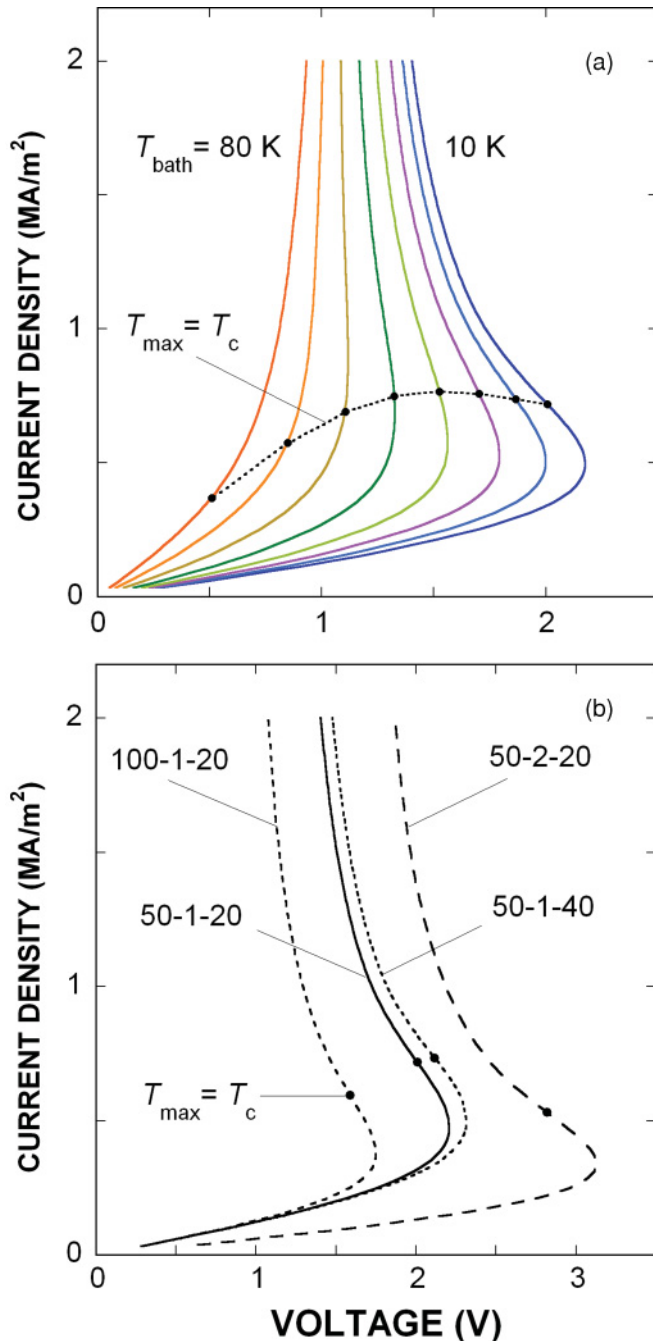 (a)
2
T_bath = 80 K
10 K
CURRENT DENSITY (MA/m²)
1
T_max = T_c
0
0 1 2
(b)
2
100-1-20
50-2-20
50-1-20
50-1-40
CURRENT DENSITY (MA/m²)
1
T_max = T_c
0
0 1 2 3
VOLTAGE (V)